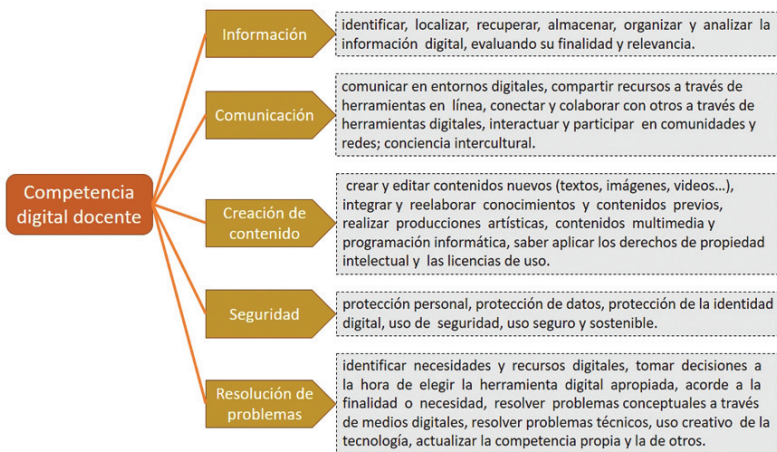 Competencia
digital docente
Información
identificar, localizar, recuperar, almacenar, organizar y analizar la
información digital, evaluando su finalidad y relevancia.
Comunicación
comunicar en entornos digitales, compartir recursos a través de
herramientas en línea, conectar y colaborar con otros a través de
herramientas digitales, interactuar y participar en comunidades y
redes; conciencia intercultural.
Creación de
contenido
crear y editar contenidos nuevos (textos, imágenes, videos...),
integrar y reelaborar conocimientos y contenidos previos,
realizar producciones artísticas, contenidos multimedia y
programación informática, saber aplicar los derechos de propiedad
intelectual y las licencias de uso.
Seguridad
protección personal, protección de datos, protección de la identidad
digital, uso de seguridad, uso seguro y sostenible.
Resolución de
problemas
identificar necesidades y recursos digitales, tomar decisiones a
la hora de elegir la herramienta digital apropiada, acorde a la
finalidad o necesidad, resolver problemas conceptuales a través
de medios digitales, resolver problemas técnicos, uso creativo de la
tecnología, actualizar la competencia propia y la de otros.